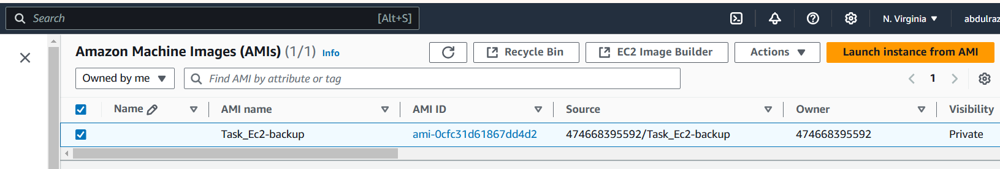 Search [Alt+S] N. Virginia abdulraz
Amazon Machine Images (AMIs) (1/1) Info Recycle Bin EC2 Image Builder Actions Launch instance from AMI
Owned by me Find AMI by attribute or tag 1
Name AMI name AMI ID Source Owner Visibility
Task_Ec2-backup ami-0cfc31d61867dd4d2 474668395592/Task_Ec2-backup 474668395592 Private